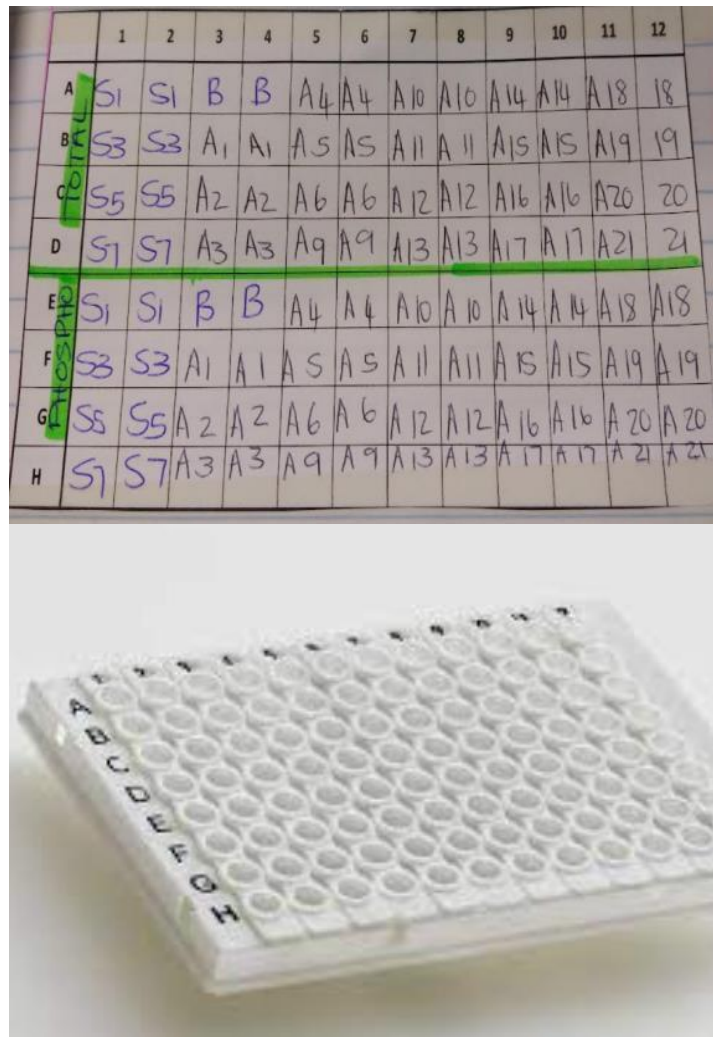 1 2 3 4 5 6 7 8 9 10 11 12
A S1 S1 B B A4 A4 A10 A10 A14 A14 A18 18
B S3 S3 A1 A1 A5 A5 A11 A11 A15 A15 A19 19
C S5 S5 A2 A2 A6 A6 A12 A12 A16 A16 A20 20
D S7 S7 A3 A3 A9 A9 A13 A13 A17 A17 A21 21
TOTAL
E S1 S1 B B A4 A4 A10 A10 A14 A14 A18 A18
F S3 S3 A1 A1 A5 A5 A11 A11 A15 A15 A19 A19
G S5 S5 A2 A2 A6 A6 A12 A12 A16 A16 A20 A20
H S7 S7 A3 A3 A9 A9 A13 A13 A17 A17 A21 A21
PHOSPHO
A
B
C
D
E
F
G
H